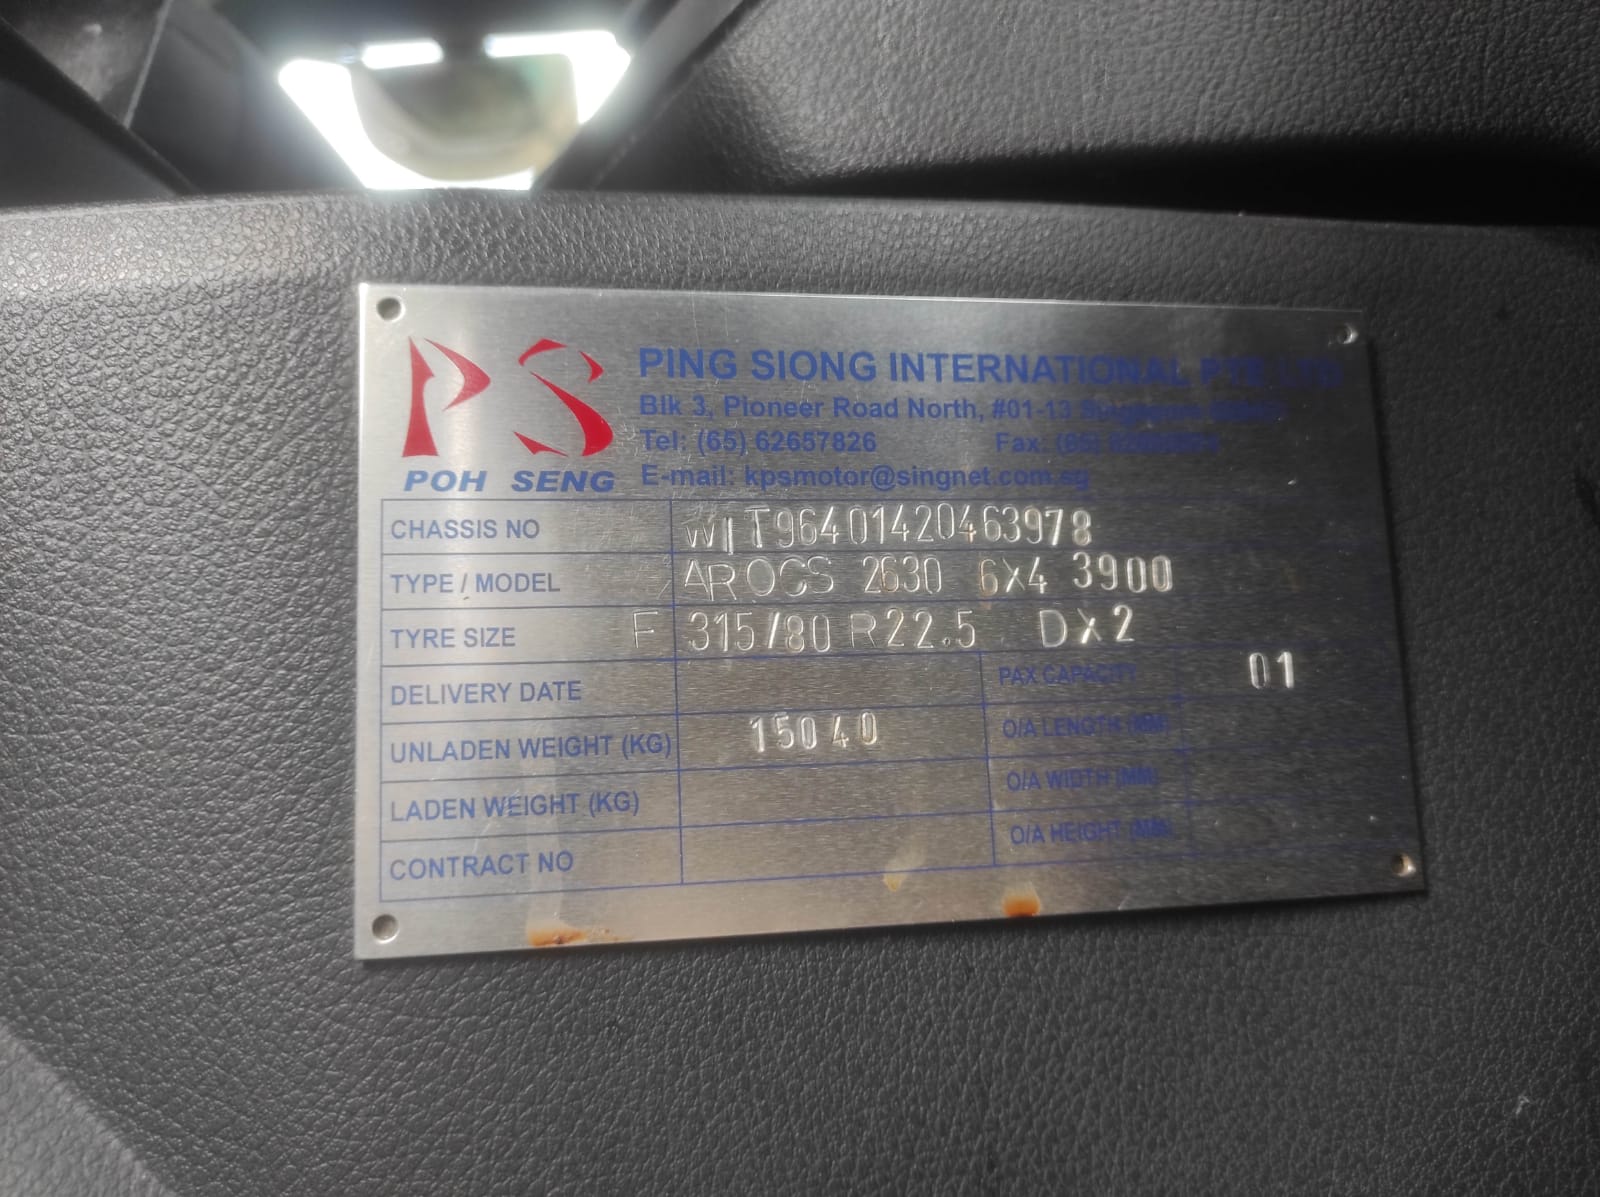 PS
POH SENG
PING SIONG INTERNATIONAL PTE LTD
Blk 3, Pioneer Road North, #01-13 Singapore
Tel: (65) 62657826 Fax: (65)
E-mail: kpsmotor@singnet.com.sg
CHASSIS NO W1T96401420463978
TYPE / MODEL AROCS 2630 6X4 3900
TYRE SIZE F 315/80 R22.5 DX2
DELIVERY DATE PAX CAPACITY 01
UNLADEN WEIGHT (KG) 15040 O/A LENGTH (MM)
LADEN WEIGHT (KG) O/A WIDTH (MM)
CONTRACT NO O/A HEIGHT (MM)